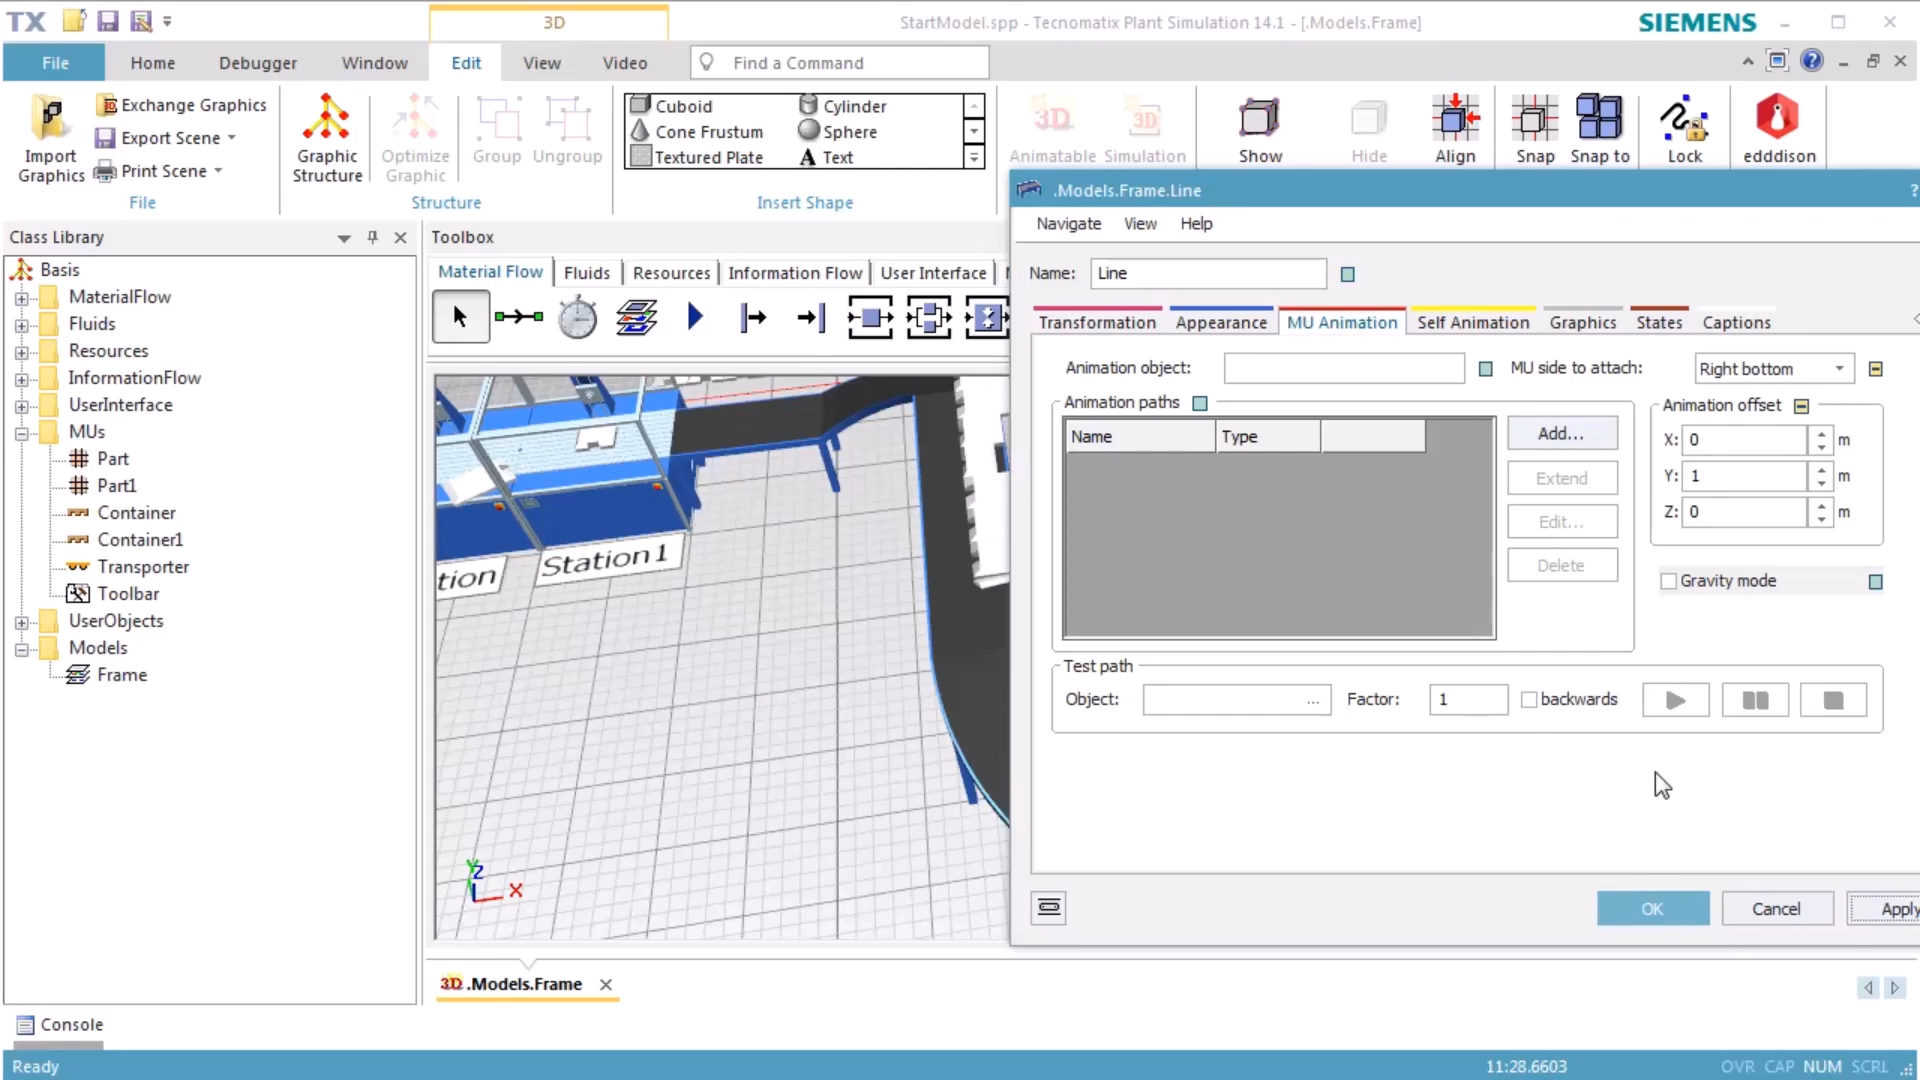 TX
3D
StartModel.spp - Tecnomatix Plant Simulation 14.1 - [.Models.Frame]
SIEMENS
File
Home
Debugger
Window
Edit
View
Video
Find a Command
Import Graphics
Exchange Graphics
Export Scene
Print Scene
File
Graphic Structure
Optimize Graphic
Group
Ungroup
Structure
Cuboid
Cylinder
Cone Frustum
Sphere
Textured Plate
A Text
Insert Shape
3D
Animatable
3D
Simulation
Show
Hide
Align
Snap
Snap to
Lock
edddison
Class Library
Basis
MaterialFlow
Fluids
Resources
InformationFlow
UserInterface
MUs
Part
Part1
Container
Container1
Transporter
Toolbar
UserObjects
Models
Frame
Toolbox
Material Flow
Fluids
Resources
Information Flow
User Interface
tion
Station1
Y
Z
X
.Models.Frame.Line
?
Navigate
View
Help
Name:
Line
Transformation
Appearance
MU Animation
Self Animation
Graphics
States
Captions
Animation object:
MU side to attach:
Right bottom
Animation paths
Name
Type
Add...
Extend
Edit...
Delete
Animation offset
X: 0 m
Y: 1 m
Z: 0 m
Gravity mode
Test path
Object:
...
Factor:
1
backwards
OK
Cancel
Apply
3D .Models.Frame
Console
Ready
11:28.6603
OVR CAP NUM SCRL